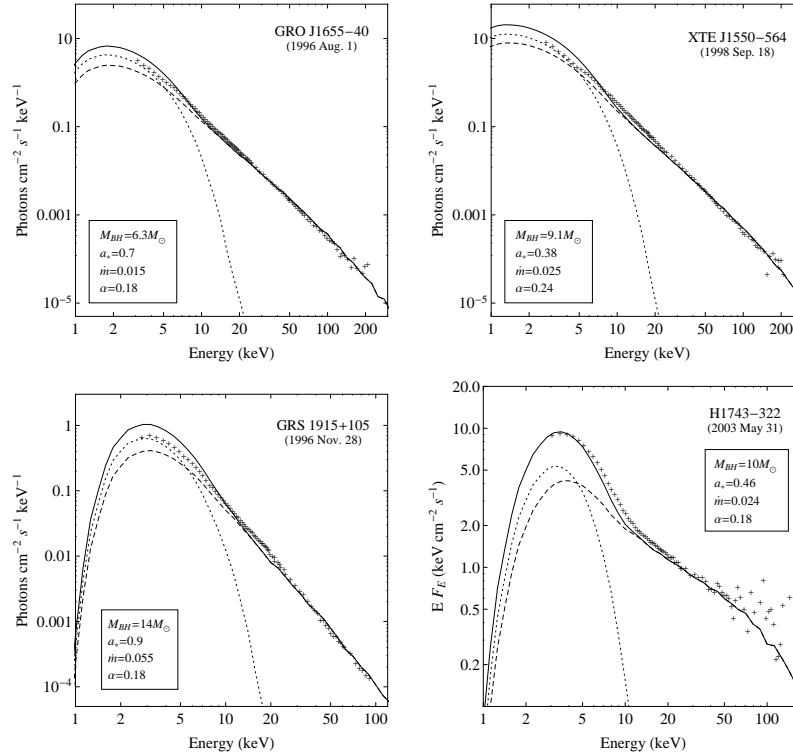 GRO J1655−40
(1996 Aug. 1)
Photons cm−2 s−1 keV−1
10
0.1
0.001
10−5
M_BH=6.3M⊙
a*=0.7
ṁ=0.015
α=0.18
1 2 5 10 20 50 100 200
Energy (keV)
XTE J1550−564
(1998 Sep. 18)
Photons cm−2 s−1 keV−1
10
0.1
0.001
10−5
M_BH=9.1M⊙
a*=0.38
ṁ=0.025
α=0.24
1 2 5 10 20 50 100 200
Energy (keV)
GRS 1915+105
(1996 Nov. 28)
Photons cm−2 s−1 keV−1
1
0.1
0.01
0.001
10−4
M_BH=14M⊙
a*=0.9
ṁ=0.055
α=0.18
1 2 5 10 20 50 100
Energy (keV)
H1743−322
(2003 May 31)
E F_E (keV cm−2 s−1)
20.0
10.0
5.0
2.0
1.0
0.5
0.2
M_BH=10M⊙
a*=0.46
ṁ=0.024
α=0.18
1 2 5 10 20 50 100
Energy (keV)